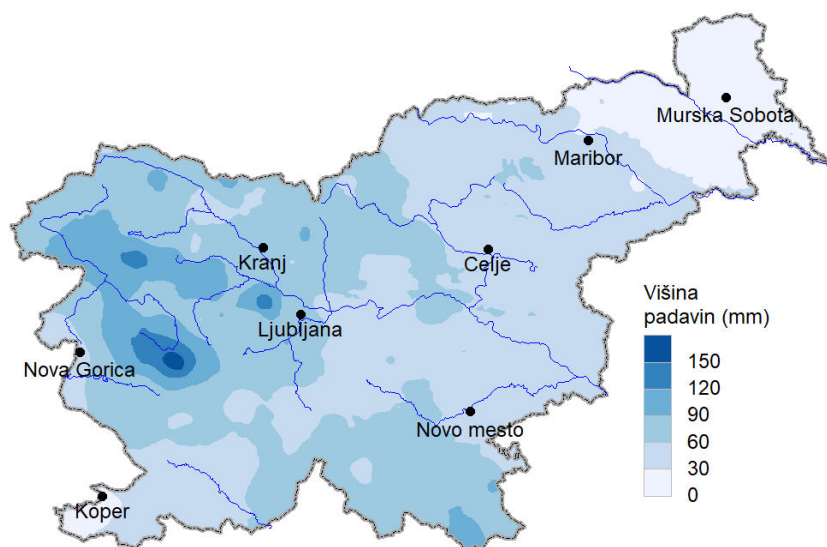 Murska Sobota
Maribor
Kranj
Celje
Ljubljana
Nova Gorica
Novo mesto
Koper
Višina
padavin (mm)
150
120
90
60
30
0